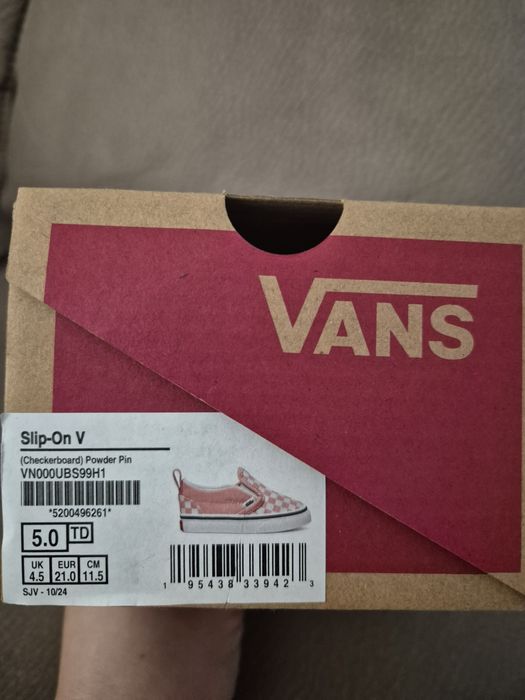 VANS
Slip-On V
(Checkerboard) Powder Pin
VN000UBS99H1
*5200496261*
5.0 TD
UK EUR CM
4.5 21.0 11.5
SJV - 10/24
1 95438 33942 3